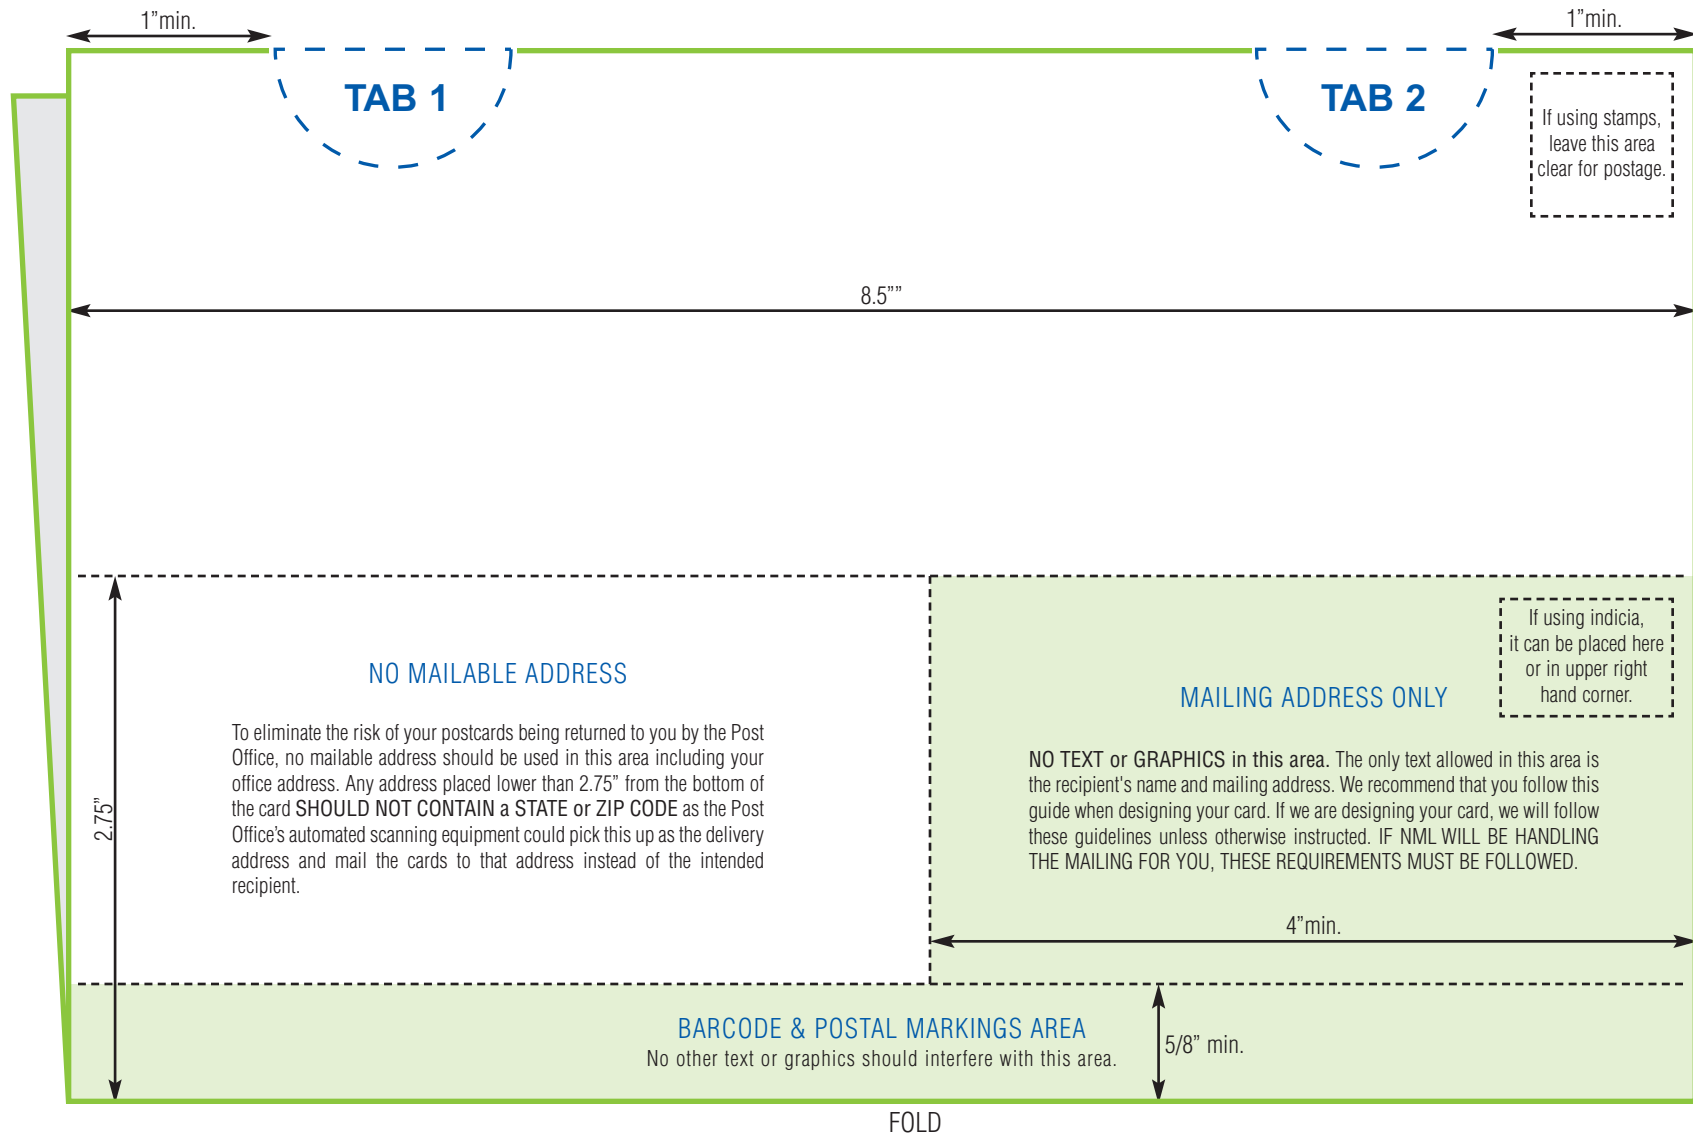 1”min.
1”min.
TAB 1
TAB 2
If using stamps,
leave this area
clear for postage.
8.5””
2.75”
NO MAILABLE ADDRESS
To eliminate the risk of your postcards being returned to you by the Post
Office, no mailable address should be used in this area including your
office address. Any address placed lower than 2.75” from the bottom of
the card SHOULD NOT CONTAIN a STATE or ZIP CODE as the Post
Office’s automated scanning equipment could pick this up as the delivery
address and mail the cards to that address instead of the intended
recipient.
If using indicia,
it can be placed here
or in upper right
hand corner.
MAILING ADDRESS ONLY
NO TEXT or GRAPHICS in this area. The only text allowed in this area is
the recipient's name and mailing address. We recommend that you follow this
guide when designing your card. If we are designing your card, we will follow
these guidelines unless otherwise instructed. IF NML WILL BE HANDLING
THE MAILING FOR YOU, THESE REQUIREMENTS MUST BE FOLLOWED.
4”min.
BARCODE & POSTAL MARKINGS AREA
No other text or graphics should interfere with this area.
5/8” min.
FOLD